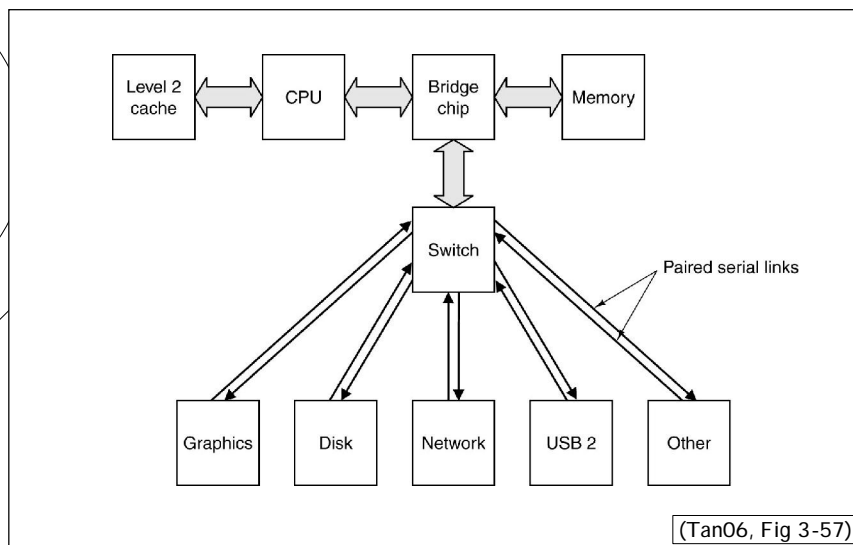 Level 2
cache
CPU
Bridge
chip
Memory
Switch
Paired serial links
Graphics
Disk
Network
USB 2
Other
(Tan06, Fig 3-57)